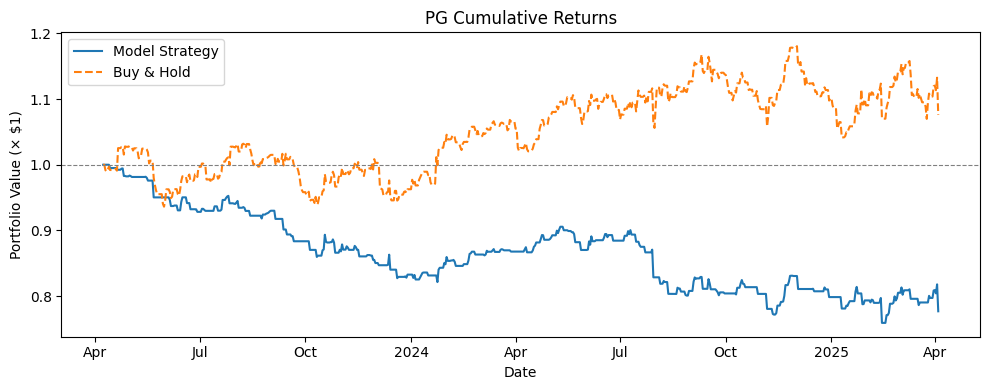 PG Cumulative Returns
Model Strategy
Buy & Hold
Portfolio Value (× $1)
1.2
1.1
1.0
0.9
0.8
Apr Jul Oct 2024 Apr Jul Oct 2025 Apr
Date